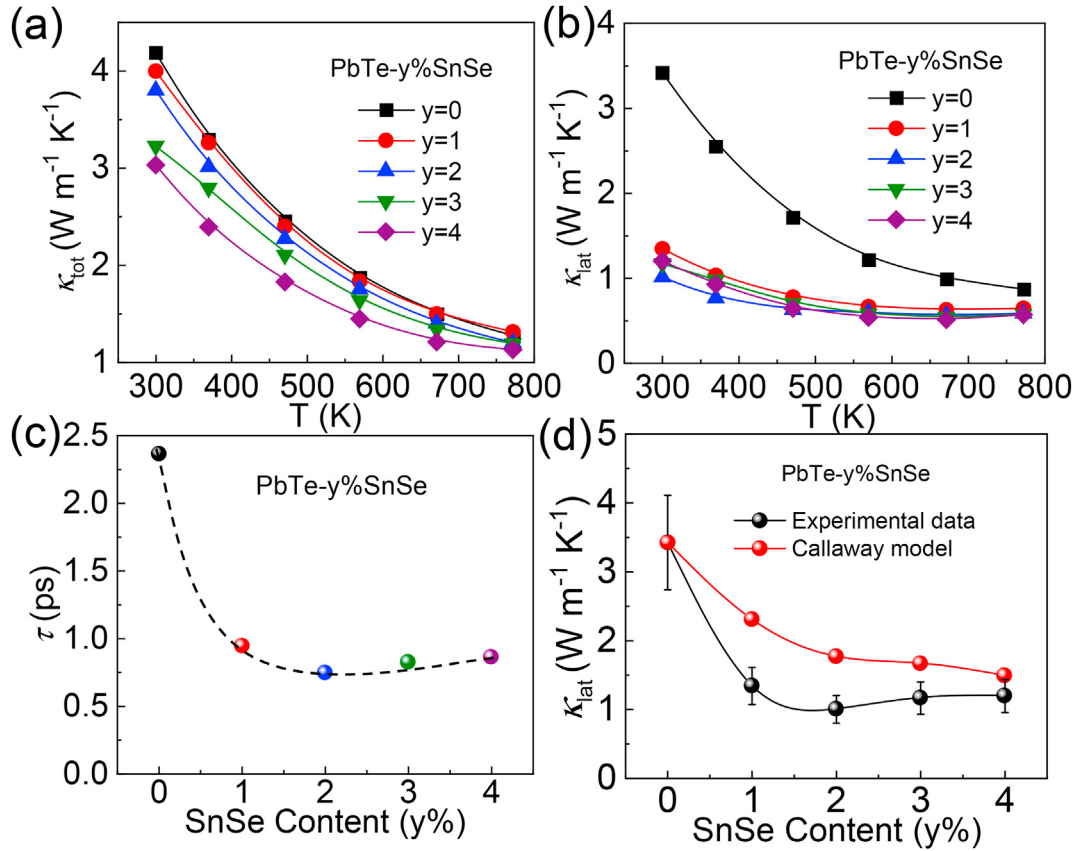 (a)
PbTe-y%SnSe
y=0
y=1
y=2
y=3
y=4
κtot (W m-1 K-1)
4
3
2
1
300 400 500 600 700 800
T (K)
(b)
PbTe-y%SnSe
y=0
y=1
y=2
y=3
y=4
κlat (W m-1 K-1)
4
3
2
1
0
300 400 500 600 700 800
T (K)
(c)
PbTe-y%SnSe
τ (ps)
2.5
2.0
1.5
1.0
0.5
0.0
0 1 2 3 4
SnSe Content (y%)
(d)
PbTe-y%SnSe
Experimental data
Callaway model
κlat (W m-1 K-1)
5
4
3
2
1
0
0 1 2 3 4
SnSe Content (y%)